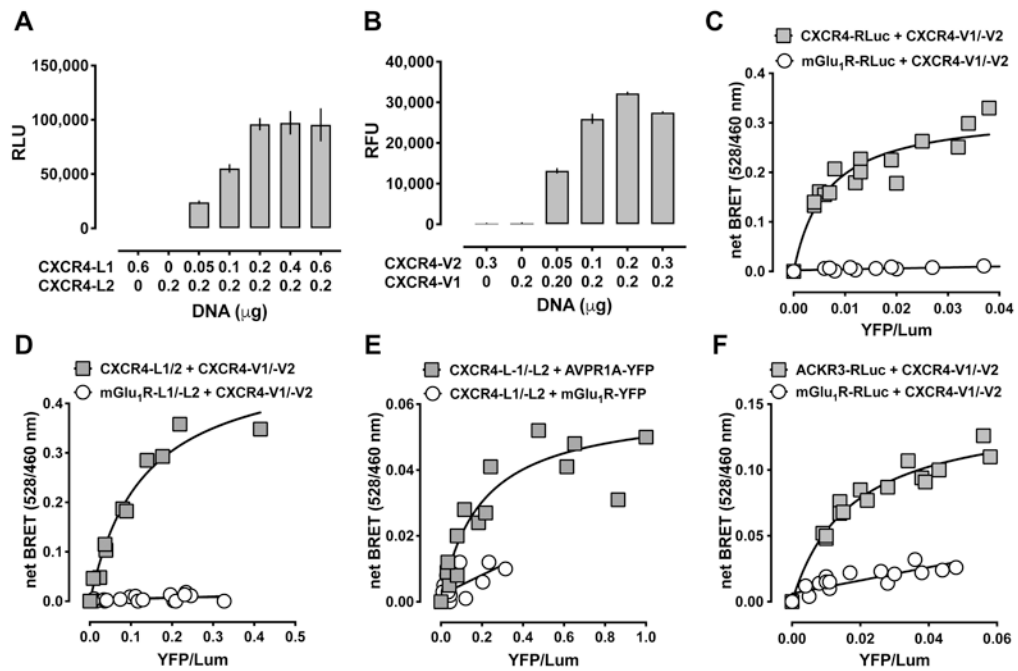 A
RLU
100,000
50,000
0
CXCR4-L1 0.6 0 0.05 0.1 0.2 0.4 0.6
CXCR4-L2 0 0.2 0.2 0.2 0.2 0.2 0.2
DNA (μg)
B
RFU
40,000
30,000
20,000
10,000
0
CXCR4-V2 0.3 0 0.05 0.1 0.2 0.3
CXCR4-V1 0 0.2 0.20 0.2 0.2 0.2
DNA (μg)
C
CXCR4-RLuc + CXCR4-V1/-V2
mGlu1R-RLuc + CXCR4-V1/-V2
net BRET (528/460 nm)
0.4
0.3
0.2
0.1
0.0
0.00 0.01 0.02 0.03 0.04
YFP/Lum
D
CXCR4-L1/2 + CXCR4-V1/-V2
mGlu1R-L1/-L2 + CXCR4-V1/-V2
net BRET (528/460 nm)
0.4
0.3
0.2
0.1
0.0
0.0 0.1 0.2 0.3 0.4 0.5
YFP/Lum
E
CXCR4-L-1/-L2 + AVPR1A-YFP
CXCR4-L1/-L2 + mGlu1R-YFP
net BRET (528/460 nm)
0.06
0.04
0.02
0.00
0.0 0.2 0.4 0.6 0.8 1.0
YFP/Lum
F
ACKR3-RLuc + CXCR4-V1/-V2
mGlu1R-RLuc + CXCR4-V1/-V2
net BRET (528/460 nm)
0.15
0.10
0.05
0.00
0.00 0.02 0.04 0.06
YFP/Lum